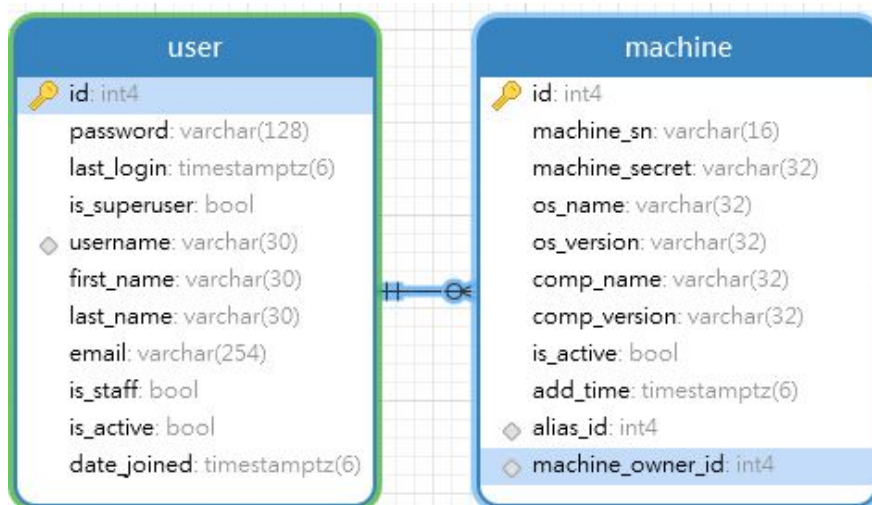 user
id: int4
password: varchar(128)
last_login: timestamptz(6)
is_superuser: bool
username: varchar(30)
first_name: varchar(30)
last_name: varchar(30)
email: varchar(254)
is_staff: bool
is_active: bool
date_joined: timestamptz(6)
machine
id: int4
machine_sn: varchar(16)
machine_secret: varchar(32)
os_name: varchar(32)
os_version: varchar(32)
comp_name: varchar(32)
comp_version: varchar(32)
is_active: bool
add_time: timestamptz(6)
alias_id: int4
machine_owner_id: int4